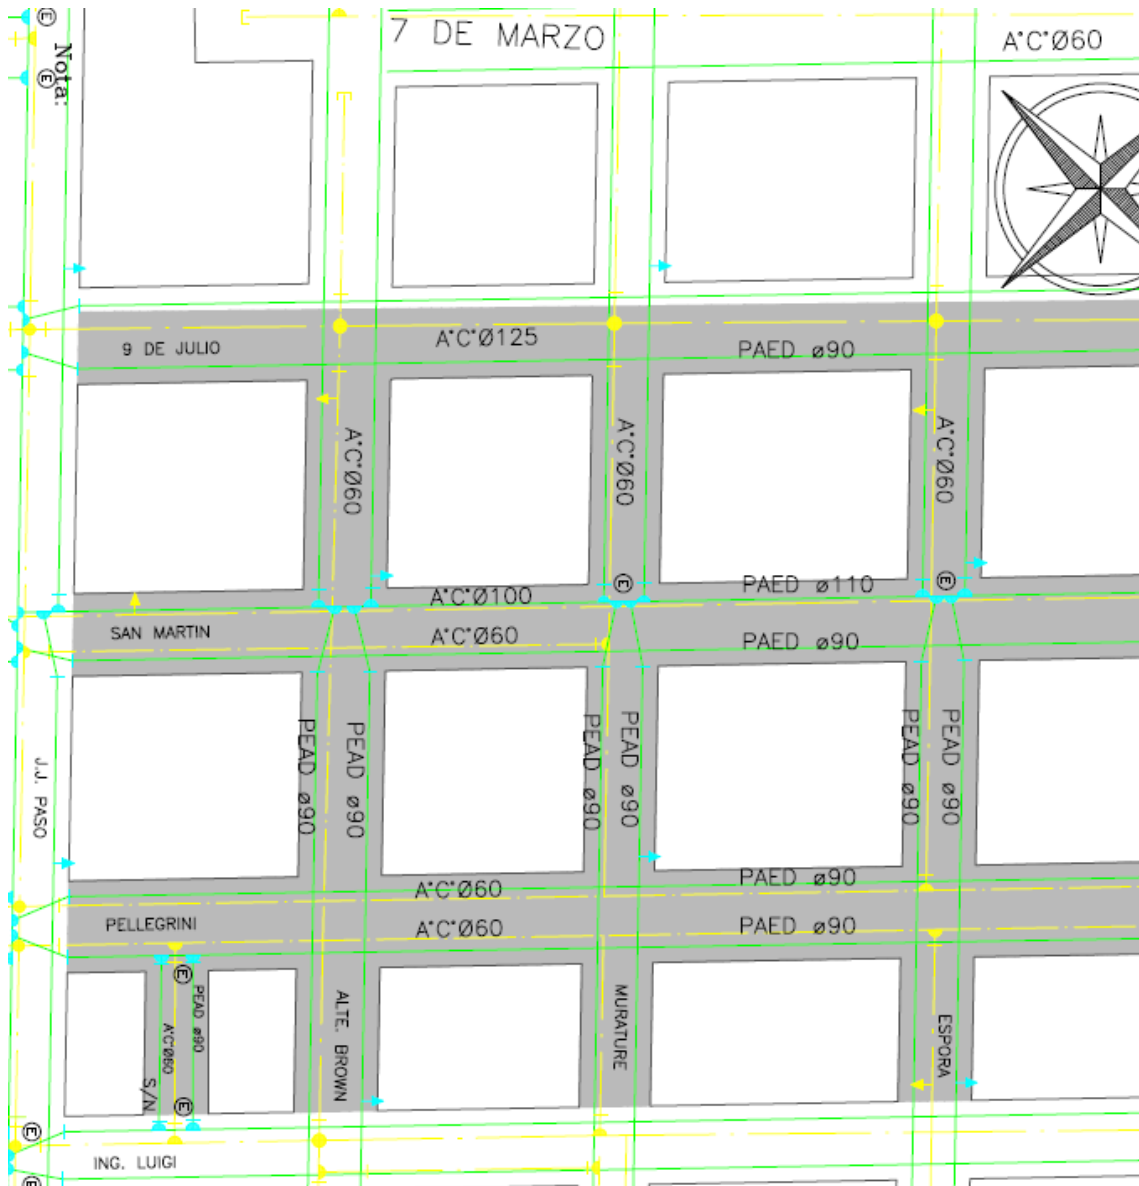 E
Nota:
E
7 DE MARZO
A°C°Ø60
9 DE JULIO
A°C°Ø125
PAED ø90
A°C°Ø60
A°C°Ø60
A°C°Ø60
E
E
A°C°Ø100
PAED ø110
SAN MARTIN
A°C°Ø60
PAED ø90
PEAD ø90
PEAD ø90
PEAD ø90
PEAD ø90
PEAD ø90
PEAD ø90
J.J. PASO
A°C°Ø60
PAED ø90
PELLEGRINI
A°C°Ø60
PAED ø90
E
PEAD ø90
A°C°Ø60
S/N
E
ALTE. BROWN
MURATURE
ESPORA
E
ING. LUIGI
E